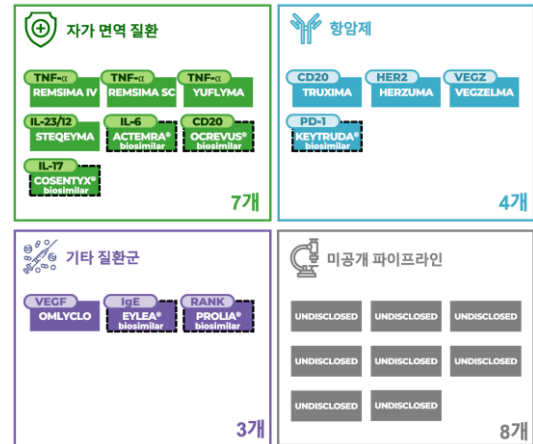 자가 면역 질환
TNF-α TNF-α TNF-α
REMSIMA IV REMSIMA SC YUFLYMA
IL-23/12 IL-6 CD20
STEQEYMA ACTEMRA® biosimilar OCREVUS® biosimilar
IL-17
COSENTYX® biosimilar
7개
항암제
CD20 HER2 VEGZ
TRUXIMA HERZUMA VEGZELMA
PD-1
KEYTRUDA® biosimilar
4개
기타 질환군
VEGF IgE RANK
OMLYCLO EYLEA® biosimilar PROLIA® biosimilar
3개
미공개 파이프라인
UNDISCLOSED UNDISCLOSED UNDISCLOSED
UNDISCLOSED UNDISCLOSED UNDISCLOSED
UNDISCLOSED UNDISCLOSED
8개